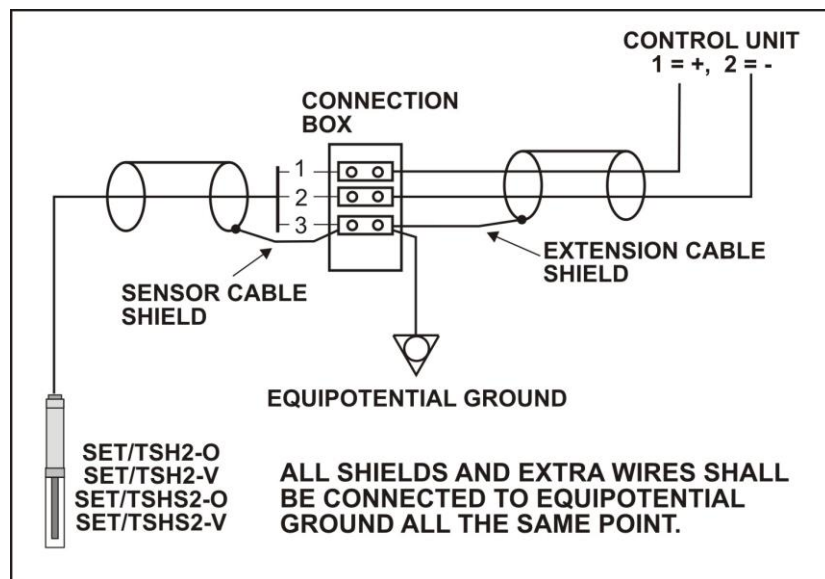 CONTROL UNIT
1 = +, 2 = -
CONNECTION
BOX
1
2
3
SENSOR CABLE
SHIELD
EXTENSION CABLE
SHIELD
EQUIPOTENTIAL GROUND
SET/TSH2-O
SET/TSH2-V
SET/TSHS2-O
SET/TSHS2-V
ALL SHIELDS AND EXTRA WIRES SHALL
BE CONNECTED TO EQUIPOTENTIAL
GROUND ALL THE SAME POINT.